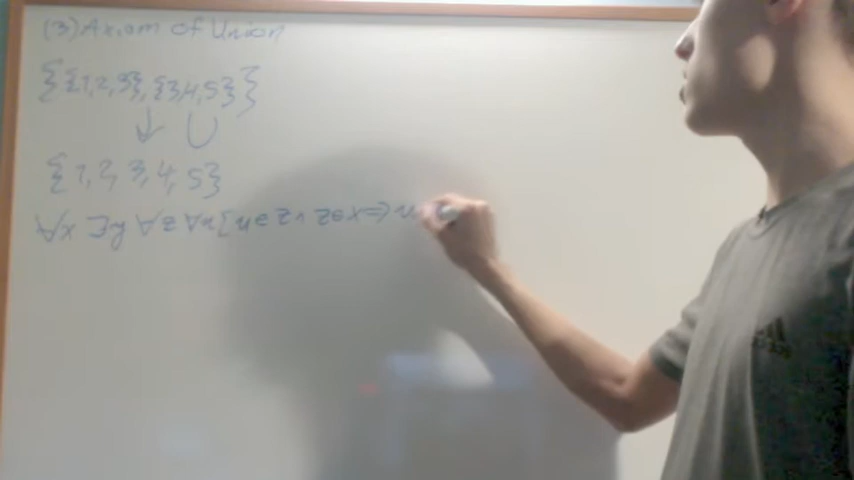 (3) Axiom of Union
{{1,2,3},{3,4,5}}
↓ ∪
{1,2,3,4,5}
∀x ∃y ∀z ∀u[u∈z ∧ z∈x ⇒ u